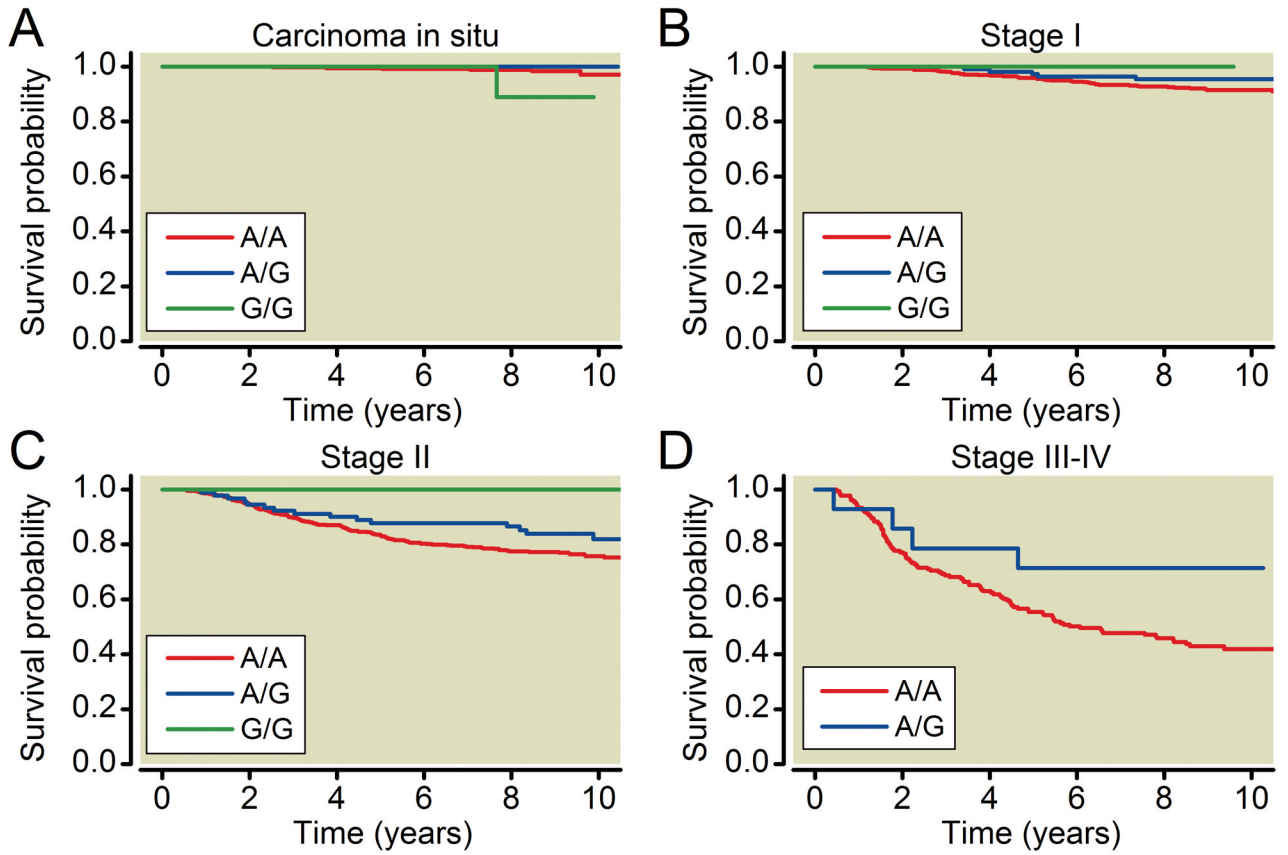 A
Carcinoma in situ
Survival probability
1.0
0.8
0.6
0.4
0.2
0.0
A/A
A/G
G/G
0 2 4 6 8 10
Time (years)
B
Stage I
Survival probability
1.0
0.8
0.6
0.4
0.2
0.0
A/A
A/G
G/G
0 2 4 6 8 10
Time (years)
C
Stage II
Survival probability
1.0
0.8
0.6
0.4
0.2
0.0
A/A
A/G
G/G
0 2 4 6 8 10
Time (years)
D
Stage III-IV
Survival probability
1.0
0.8
0.6
0.4
0.2
0.0
A/A
A/G
0 2 4 6 8 10
Time (years)